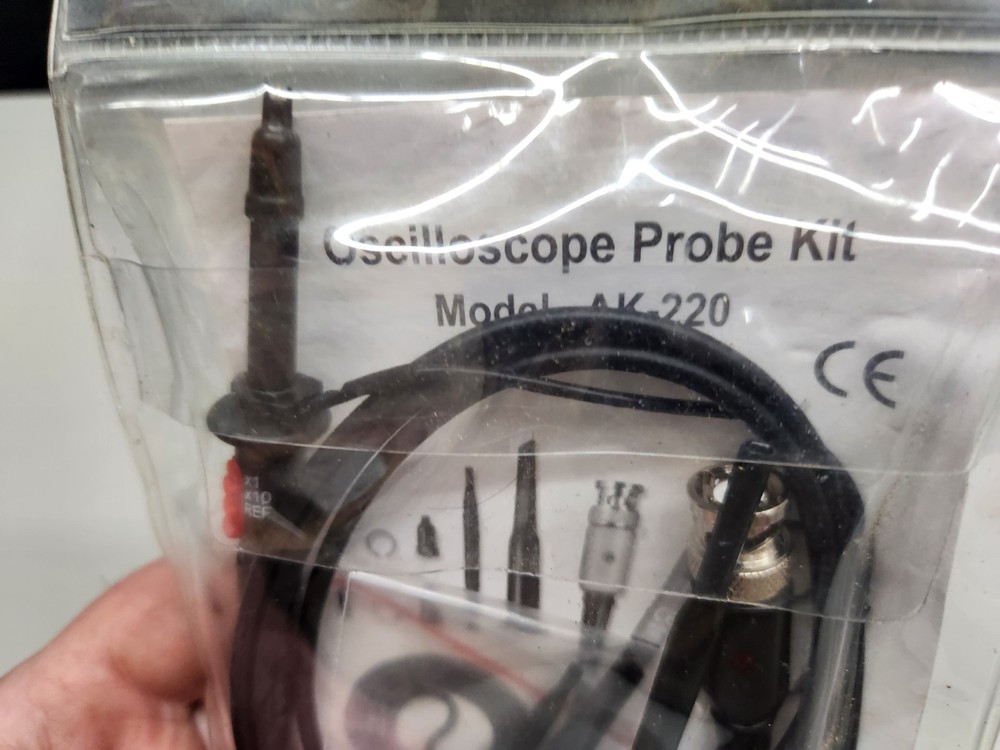 Oscilloscope Probe Kit
Model AK-220
CE
X1
X10
REF